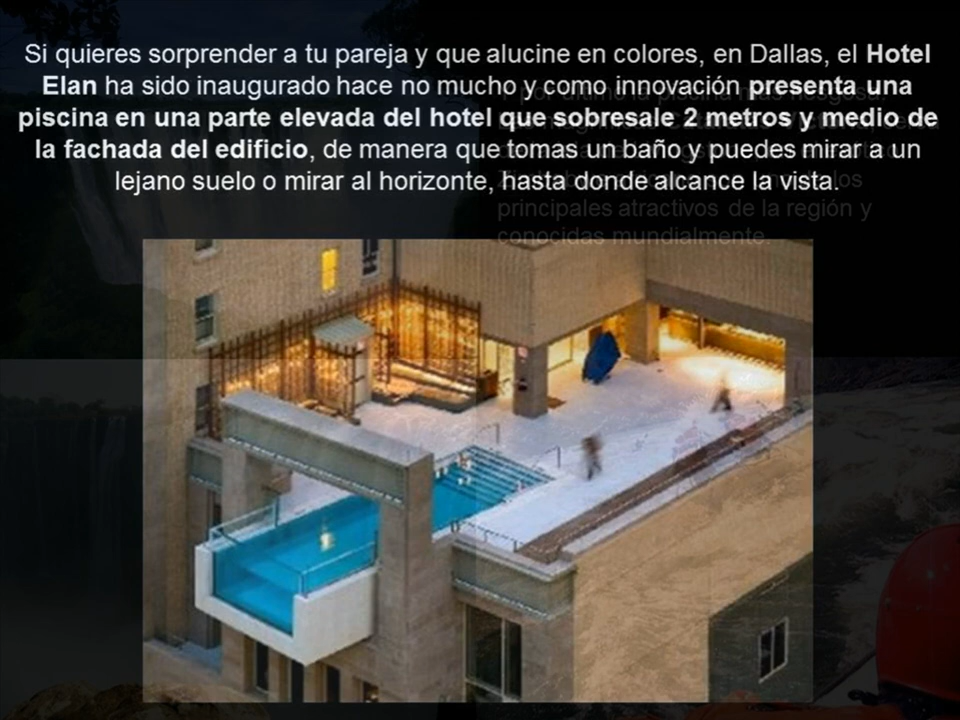 Si quieres sorprender a tu pareja y que alucine en colores, en Dallas, el Hotel
Elan ha sido inaugurado hace no mucho y como innovación presenta una
piscina en una parte elevada del hotel que sobresale 2 metros y medio de
la fachada del edificio, de manera que tomas un baño y puedes mirar a un
lejano suelo o mirar al horizonte, hasta donde alcance la vista.
los
principales atractivos de la región y
conocidas mundialmente.